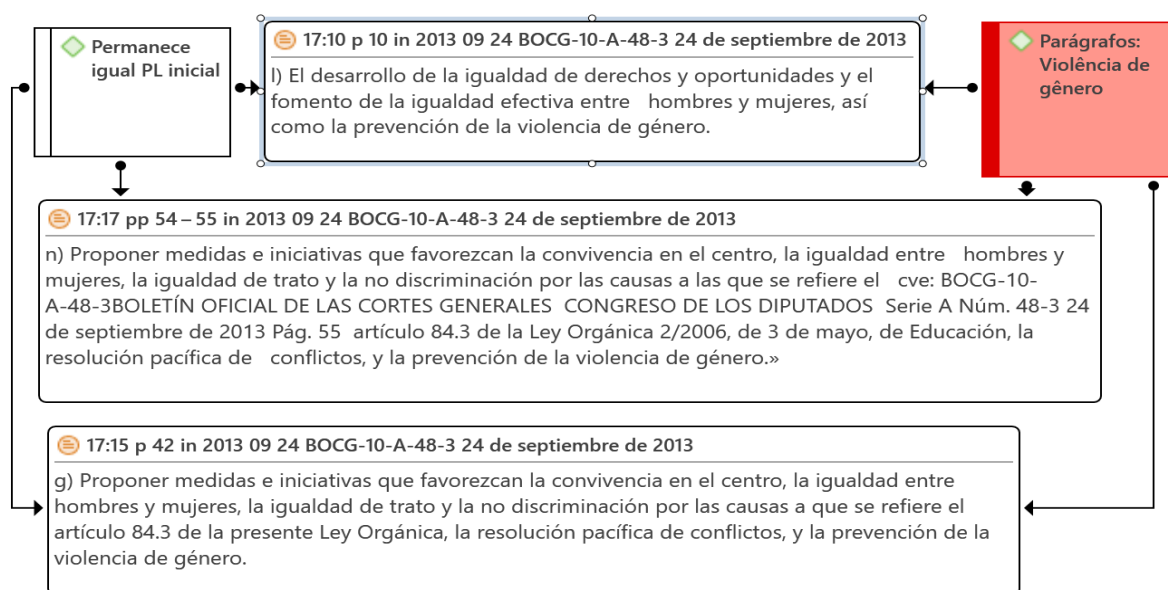 Permanece
igual PL inicial
17:10 p 10 in 2013 09 24 BOCG-10-A-48-3 24 de septiembre de 2013
l) El desarrollo de la igualdad de derechos y oportunidades y el
fomento de la igualdad efectiva entre hombres y mujeres, así
como la prevención de la violencia de género.
Parágrafos:
Violência de
gênero
17:17 pp 54 – 55 in 2013 09 24 BOCG-10-A-48-3 24 de septiembre de 2013
n) Proponer medidas e iniciativas que favorezcan la convivencia en el centro, la igualdad entre hombres y
mujeres, la igualdad de trato y la no discriminación por las causas a las que se refiere el cve: BOCG-10-
A-48-3BOLETÍN OFICIAL DE LAS CORTES GENERALES CONGRESO DE LOS DIPUTADOS Serie A Núm. 48-3 24
de septiembre de 2013 Pág. 55 artículo 84.3 de la Ley Orgánica 2/2006, de 3 de mayo, de Educación, la
resolución pacífica de conflictos, y la prevención de la violencia de género.»
17:15 p 42 in 2013 09 24 BOCG-10-A-48-3 24 de septiembre de 2013
g) Proponer medidas e iniciativas que favorezcan la convivencia en el centro, la igualdad entre
hombres y mujeres, la igualdad de trato y la no discriminación por las causas a que se refiere el
artículo 84.3 de la presente Ley Orgánica, la resolución pacífica de conflictos, y la prevención de la
violencia de género.